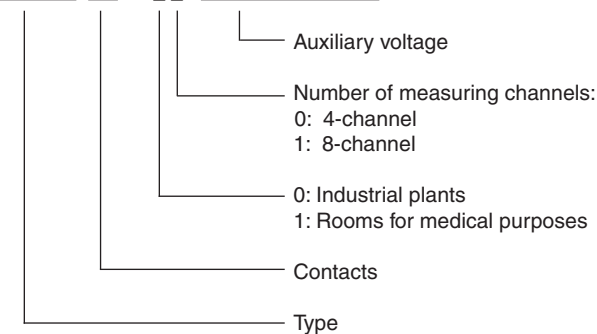 Auxiliary voltage
Number of measuring channels:
0: 4-channel
1: 8-channel
0: Industrial plants
1: Rooms for medical purposes
Contacts
Type